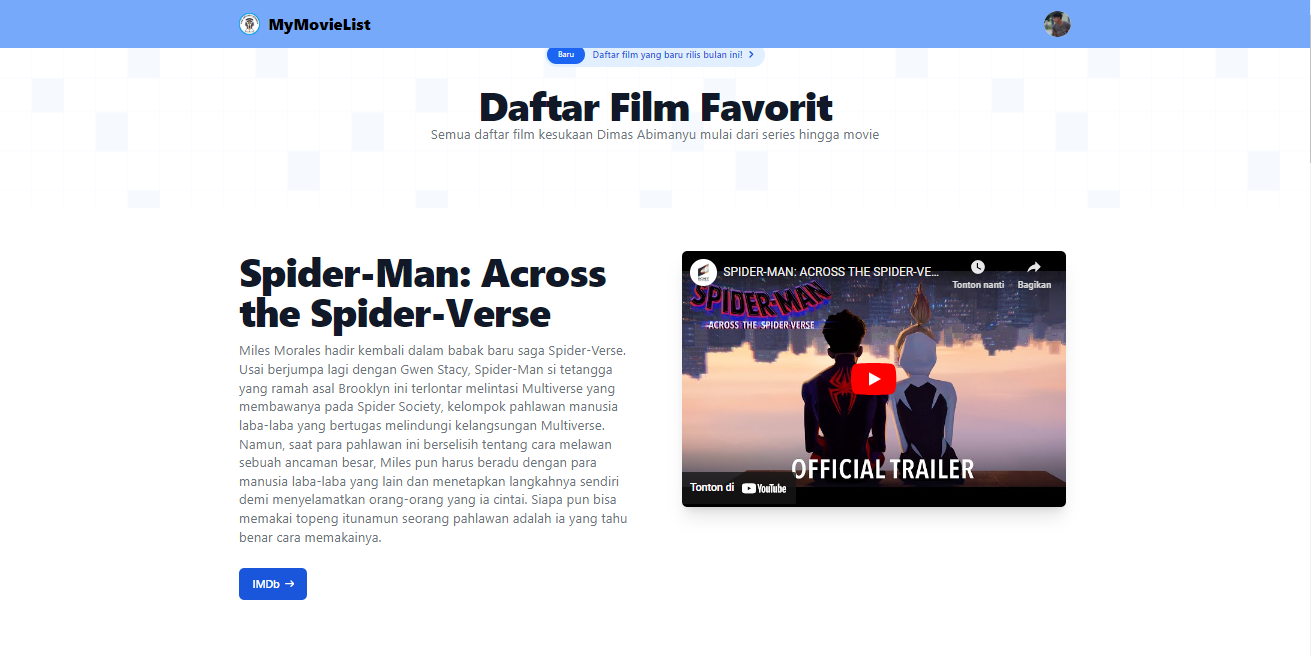 MyMovieList
Baru
Daftar film yang baru rilis bulan ini!
Daftar Film Favorit
Semua daftar film kesukaan Dimas Abimanyu mulai dari series hingga movie
Spider-Man: Across
the Spider-Verse
Miles Morales hadir kembali dalam babak baru saga Spider-Verse.
Usai berjumpa lagi dengan Gwen Stacy, Spider-Man si tetangga
yang ramah asal Brooklyn ini terlontar melintasi Multiverse yang
membawanya pada Spider Society, kelompok pahlawan manusia
laba-laba yang bertugas melindungi kelangsungan Multiverse.
Namun, saat para pahlawan ini berselisih tentang cara melawan
sebuah ancaman besar, Miles pun harus beradu dengan para
manusia laba-laba yang lain dan menetapkan langkahnya sendiri
demi menyelamatkan orang-orang yang ia cintai. Siapa pun bisa
memakai topeng itunamun seorang pahlawan adalah ia yang tahu
benar cara memakainya.
IMDb →
SPIDER-MAN: ACROSS THE SPIDER-VE...
Tonton nanti
Bagikan
SPIDER-MAN
ACROSS THE SPIDER-VERSE
OFFICIAL TRAILER
Tonton di YouTube